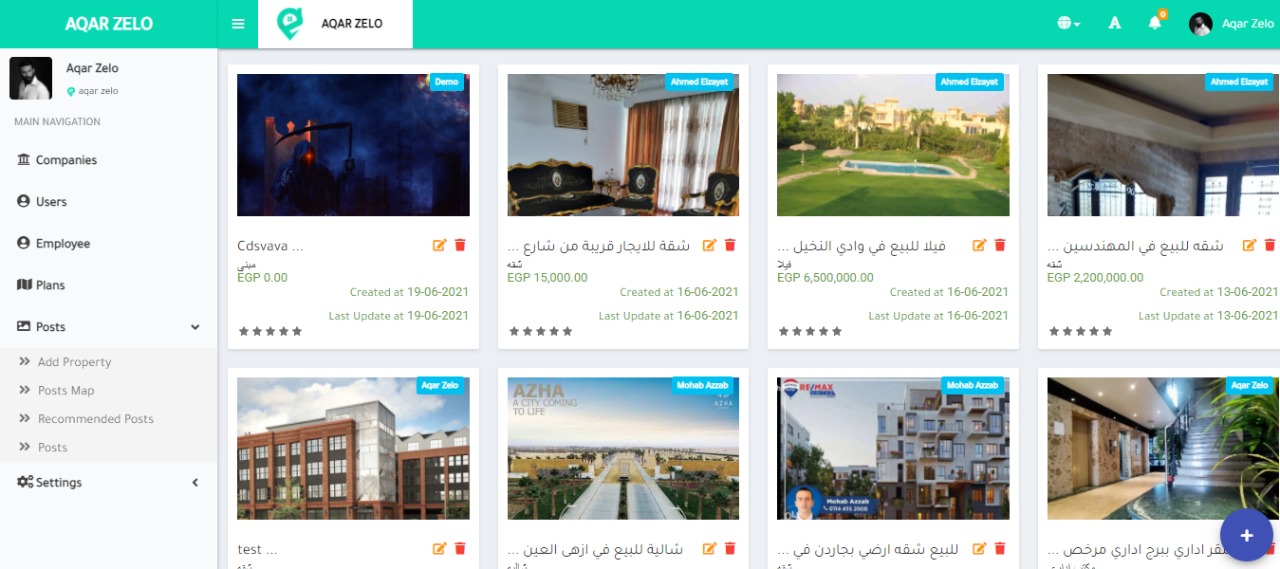 AQAR ZELO
AQAR ZELO
A
0
Aqar Zelo
Aqar Zelo
aqar zelo
MAIN NAVIGATION
Companies
Users
Employee
Plans
Posts
Add Property
Posts Map
Recommended Posts
Posts
Settings
Demo
Cdsvava ...
مبنى
EGP 0.00
Created at 19-06-2021
Last Update at 19-06-2021
Ahmed Elzayat
شقة للايجار قريبة من شارع ...
شقه
EGP 15,000.00
Created at 16-06-2021
Last Update at 16-06-2021
Ahmed Elzayat
فيلا للبيع في وادي النخيل ...
فيلا
EGP 6,500,000.00
Created at 16-06-2021
Last Update at 16-06-2021
Ahmed Elzayat
شقه للبيع في المهندسين ...
شقه
EGP 2,200,000.00
Created at 13-06-2021
Last Update at 13-06-2021
Aqar Zelo
test ...
شقه
Mohab Azzab
AZHA
A CITY COMING
TO LIFE
AZHA
شالية للبيع في ازهى العين ...
شاليه
Mohab Azzab
RE/MAX
Mohab Azzab
للبيع شقه ارضي بجاردن في ...
شقه
Aqar Zelo
مقر اداري ببرج اداري مرخص ...
مكتب اداري
+